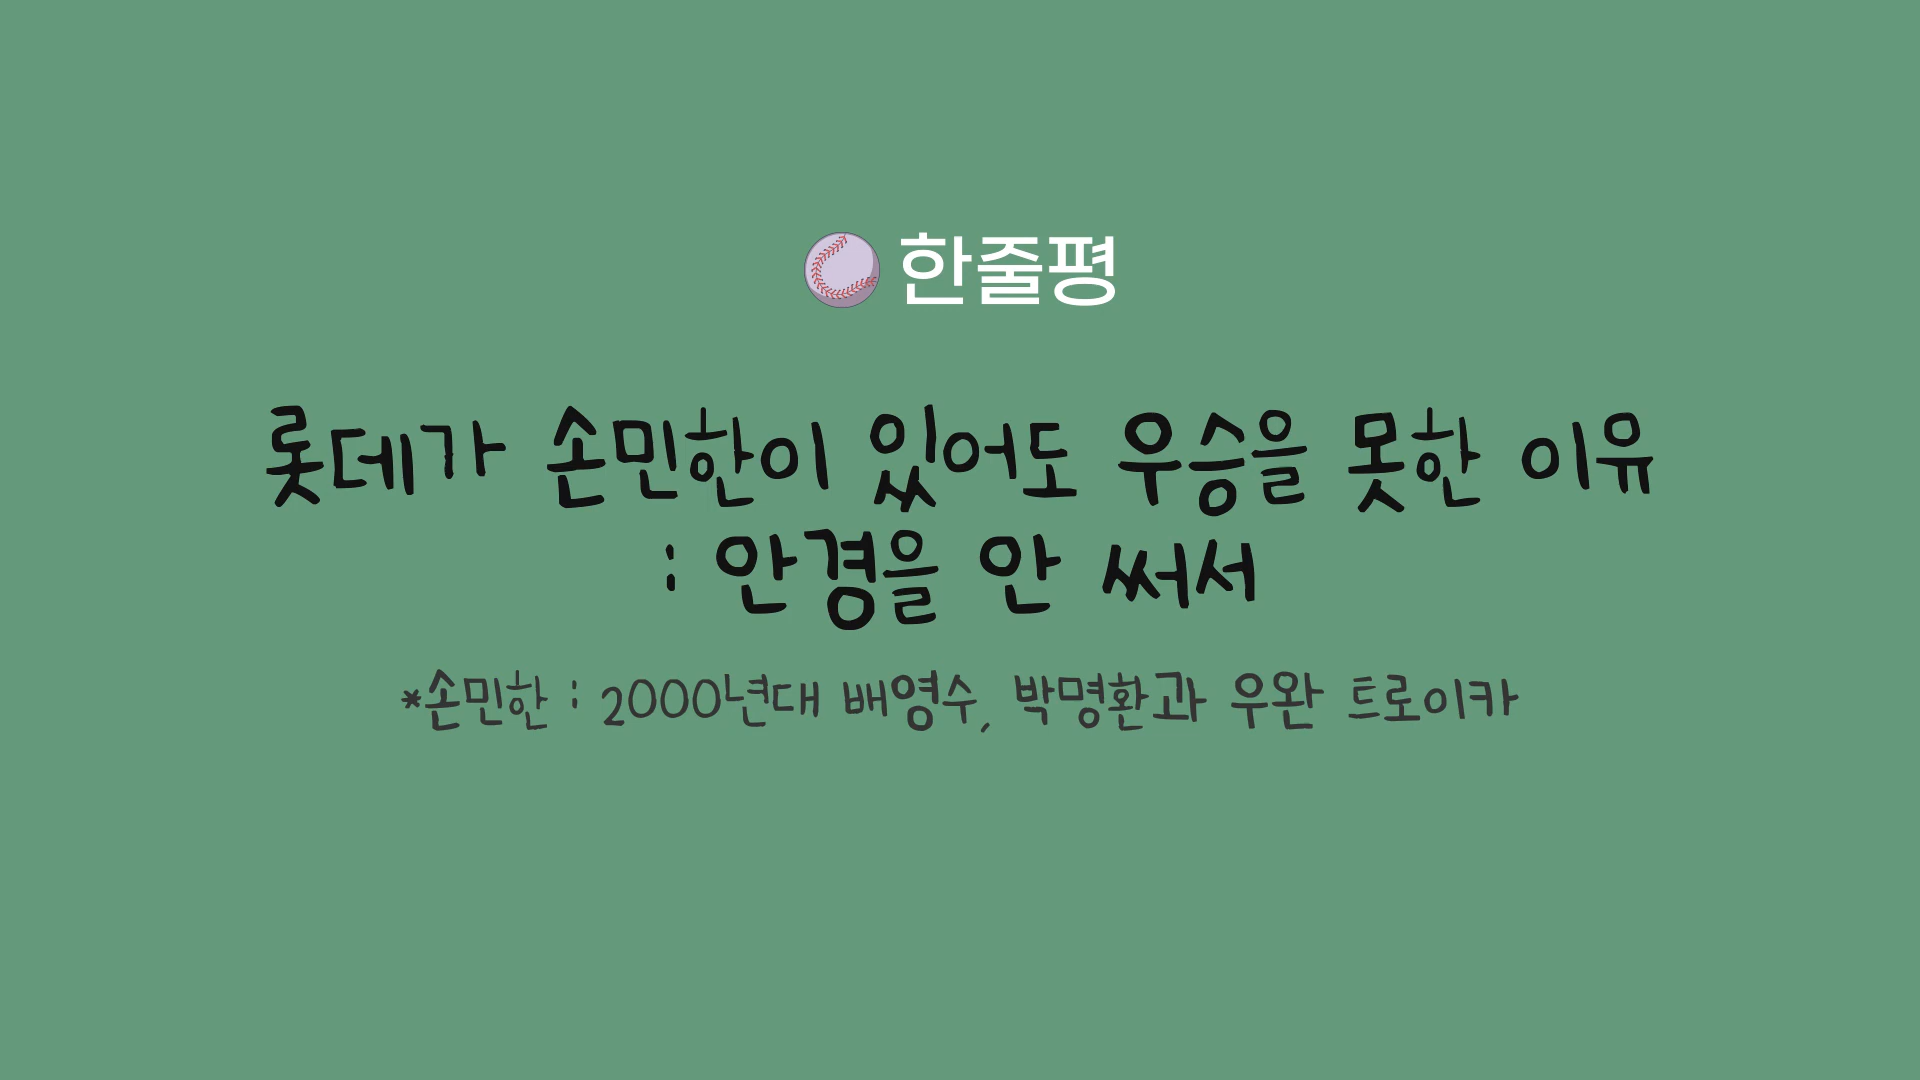 한줄평
롯데가 손민한이 있어도 우승을 못한 이유
: 안경을 안 써서
*손민한 : 2000년대 배영수, 박명환과 우완 트로이카